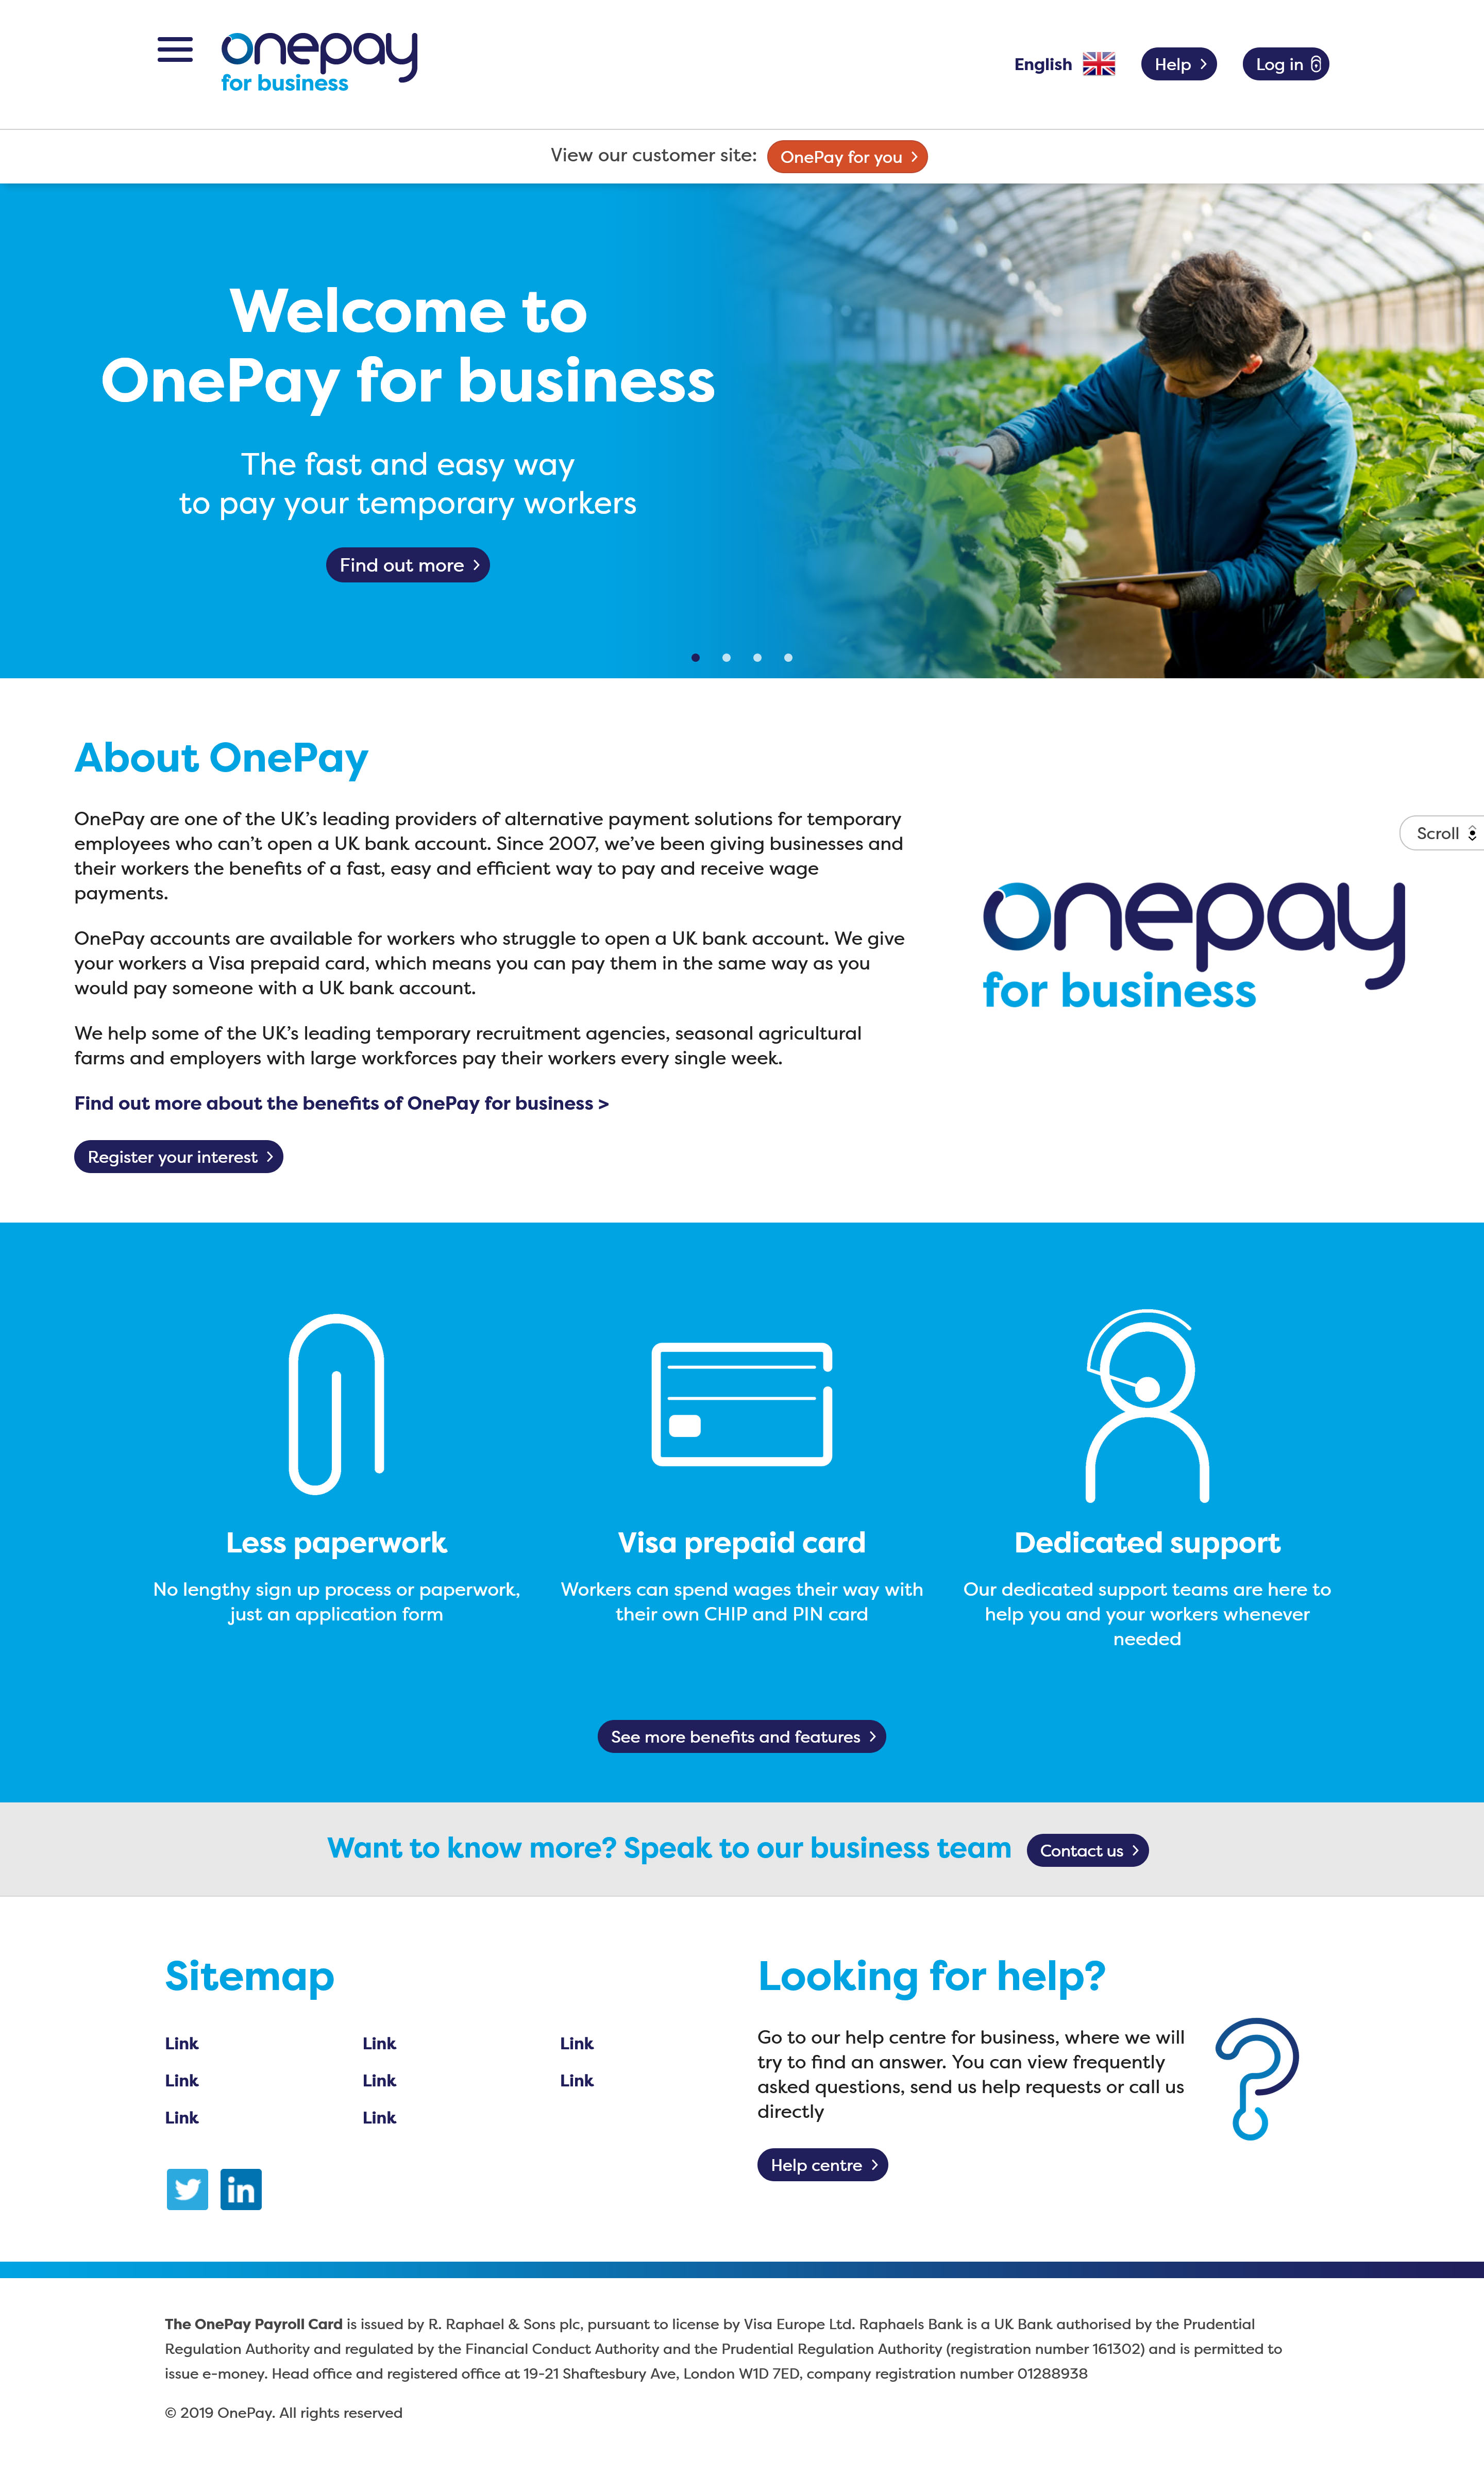 onepay
for business
English
Help
Log in
View our customer site:
OnePay for you
Welcome to
OnePay for business
The fast and easy way
to pay your temporary workers
Find out more
About OnePay
OnePay are one of the UK's leading providers of alternative payment solutions for temporary
employees who can't open a UK bank account. Since 2007, we've been giving businesses and
their workers the benefits of a fast, easy and efficient way to pay and receive wage
payments.
OnePay accounts are available for workers who struggle to open a UK bank account. We give
your workers a Visa prepaid card, which means you can pay them in the same way as you
would pay someone with a UK bank account.
We help some of the UK's leading temporary recruitment agencies, seasonal agricultural
farms and employers with large workforces pay their workers every single week.
Find out more about the benefits of OnePay for business >
Register your interest
Scroll
onepay
for business
Less paperwork
No lengthy sign up process or paperwork,
just an application form
Visa prepaid card
Workers can spend wages their way with
their own CHIP and PIN card
Dedicated support
Our dedicated support teams are here to
help you and your workers whenever
needed
See more benefits and features
Want to know more? Speak to our business team
Contact us
Sitemap
Link
Link
Link
Link
Link
Link
Link
Link
in
Looking for help?
Go to our help centre for business, where we will
try to find an answer. You can view frequently
asked questions, send us help requests or call us
directly
Help centre
The OnePay Payroll Card is issued by R. Raphael & Sons plc, pursuant to license by Visa Europe Ltd. Raphaels Bank is a UK Bank authorised by the Prudential
Regulation Authority and regulated by the Financial Conduct Authority and the Prudential Regulation Authority (registration number 161302) and is permitted to
issue e-money. Head office and registered office at 19-21 Shaftesbury Ave, London W1D 7ED, company registration number 01288938
© 2019 OnePay. All rights reserved